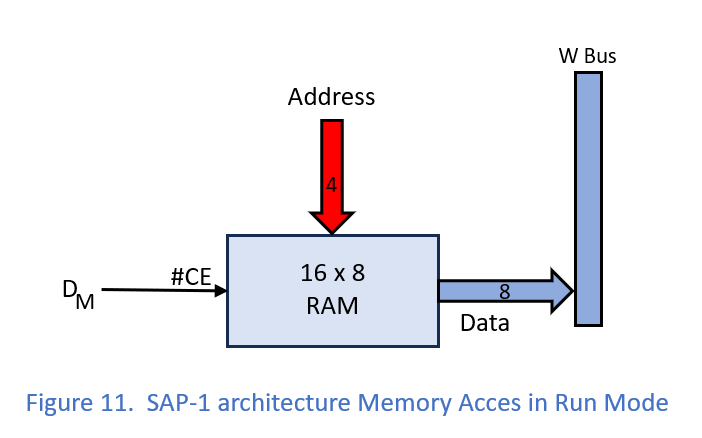 W Bus
Address
4
#CE
16 x 8
RAM
D
M
8
Data
Figure 11. SAP-1 architecture Memory Acces in Run Mode